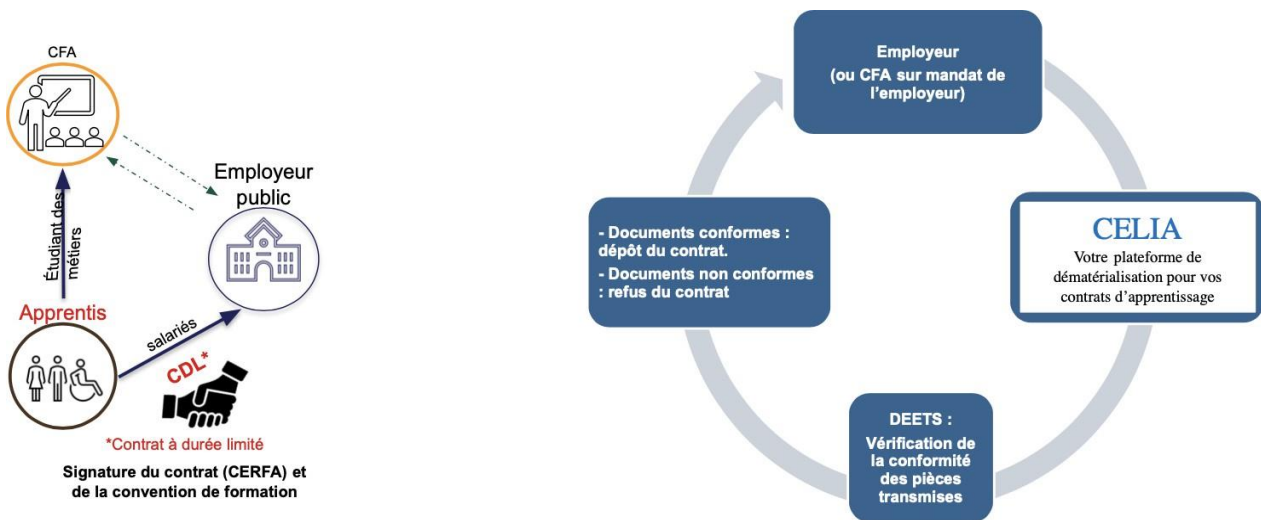 CFA
Employeur
public
Étudiant des
métiers
Apprentis
salariés
CDL*
*Contrat à durée limité
Signature du contrat (CERFA) et
de la convention de formation
Employeur
(ou CFA sur mandat de
l’employeur)
CELIA
Votre plateforme de
dématérialisation pour vos
contrats d’apprentissage
DEETS :
Vérification de
la conformité
des pièces
transmises
- Documents conformes :
dépôt du contrat.
- Documents non conformes
: refus du contrat